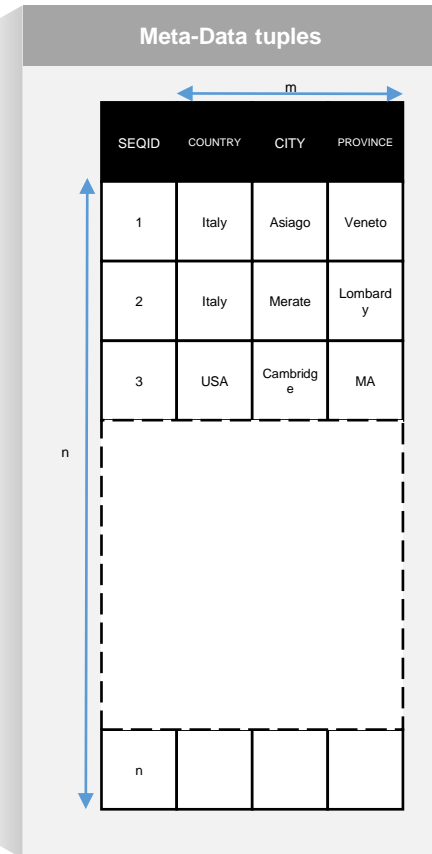 Meta-Data tuples
m
SEQID COUNTRY CITY PROVINCE
1 Italy Asiago Veneto
2 Italy Merate Lombard
y
3 USA Cambridg
e MA
n
n